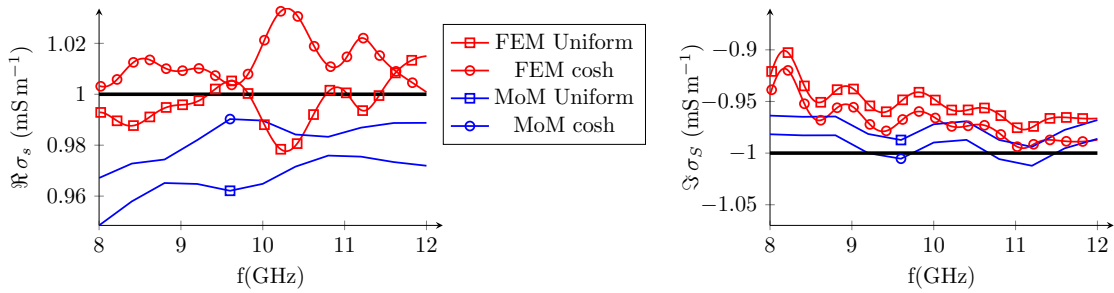 1.02
1
0.98
0.96
8
9
10
11
12
f(GHz)
ℜ σₛ (mS m⁻¹)
FEM Uniform
FEM cosh
MoM Uniform
MoM cosh
−0.9
−0.95
−1
−1.05
8
9
10
11
12
f(GHz)
ℑ σ_S (mS m⁻¹)